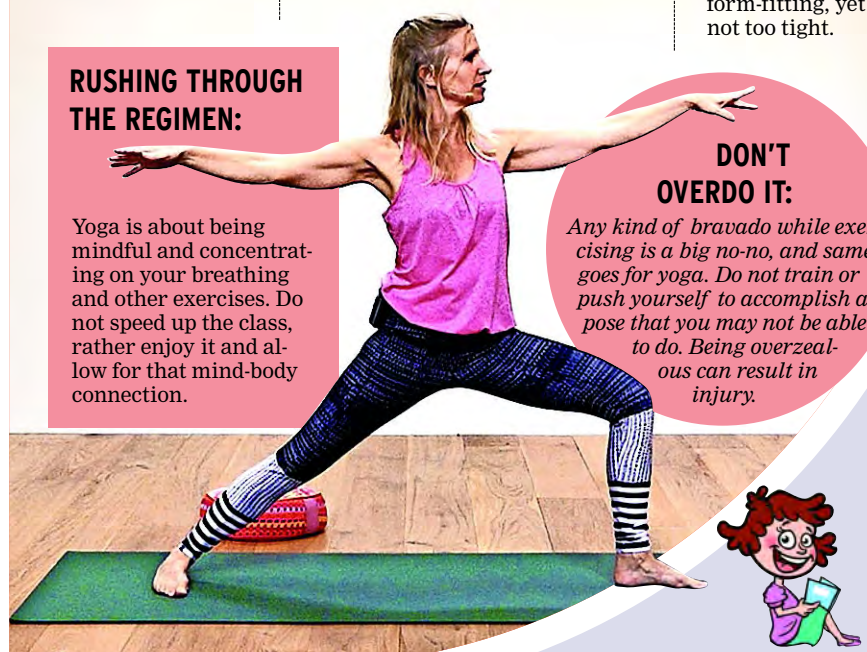 form-fitting, yet
not too tight.
RUSHING THROUGH
THE REGIMEN:
Yoga is about being
mindful and concentrat-
ing on your breathing
and other exercises. Do
not speed up the class,
rather enjoy it and al-
low for that mind-body
connection.
DON'T
OVERDO IT:
Any kind of bravado while exer-
cising is a big no-no, and same
goes for yoga. Do not train or
push yourself to accomplish a
pose that you may not be able
to do. Being overzeal-
ous can result in
injury.